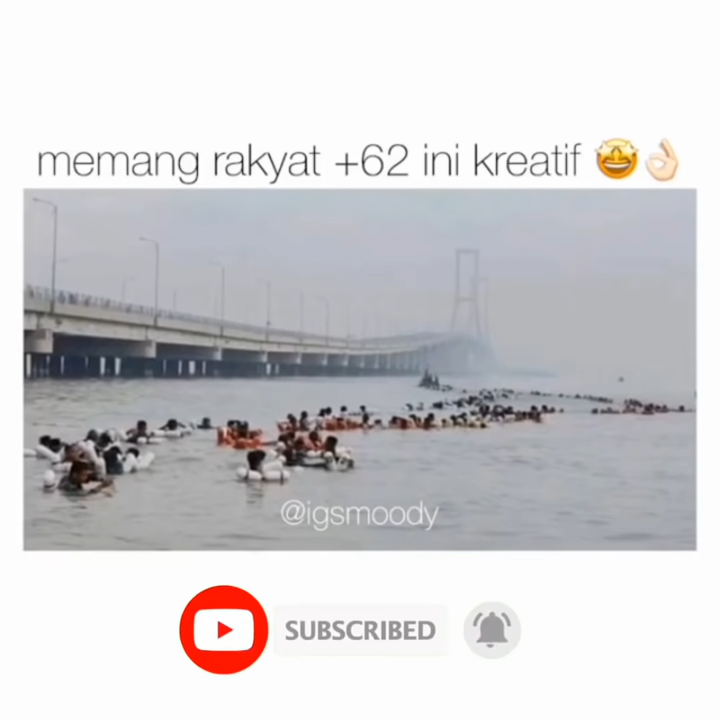 memang rakyat +62 ini kreatif 🤩👌🏻
@igsmoody
SUBSCRIBED